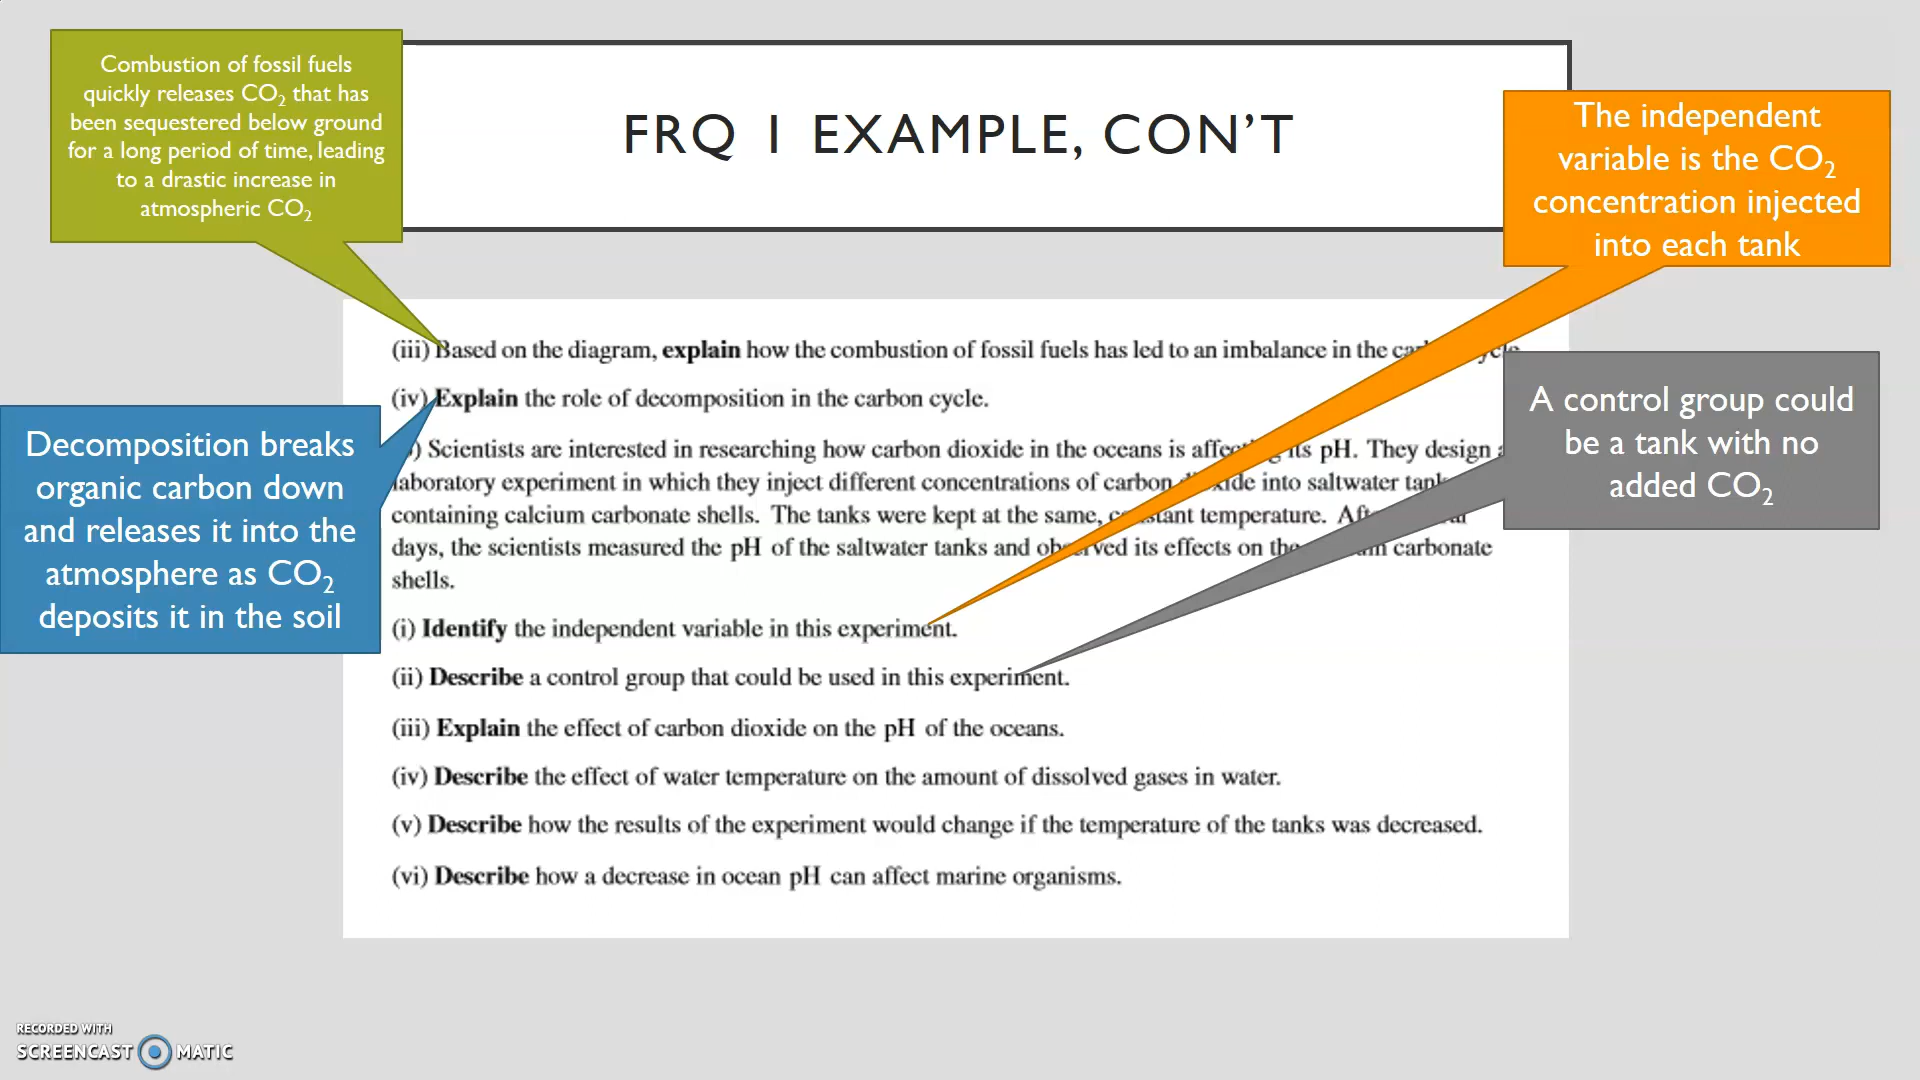 Combustion of fossil fuels
quickly releases CO₂ that has
been sequestered below ground
for a long period of time, leading
to a drastic increase in
atmospheric CO₂
FRQ 1 EXAMPLE, CON'T
The independent
variable is the CO₂
concentration injected
into each tank
(iii) Based on the diagram, explain how the combustion of fossil fuels has led to an imbalance in the
(iv) Explain the role of decomposition in the carbon cycle.
Decomposition breaks
organic carbon down
and releases it into the
atmosphere as CO₂
deposits it in the soil
A control group could
be a tank with no
added CO₂
) Scientists are interested in researching how carbon dioxide in the oceans is its pH. They design
laboratory experiment in which they inject different concentrations of carbon into saltwater
containing calcium carbonate shells. The tanks were kept at the same, constant temperature.
days, the scientists measured the pH of the saltwater tanks and observed its effects on the carbonate
shells.
(i) Identify the independent variable in this experiment.
(ii) Describe a control group that could be used in this experiment.
(iii) Explain the effect of carbon dioxide on the pH of the oceans.
(iv) Describe the effect of water temperature on the amount of dissolved gases in water.
(v) Describe how the results of the experiment would change if the temperature of the tanks was decreased.
(vi) Describe how a decrease in ocean pH can affect marine organisms.
RECORDED WITH
SCREENCAST MATIC